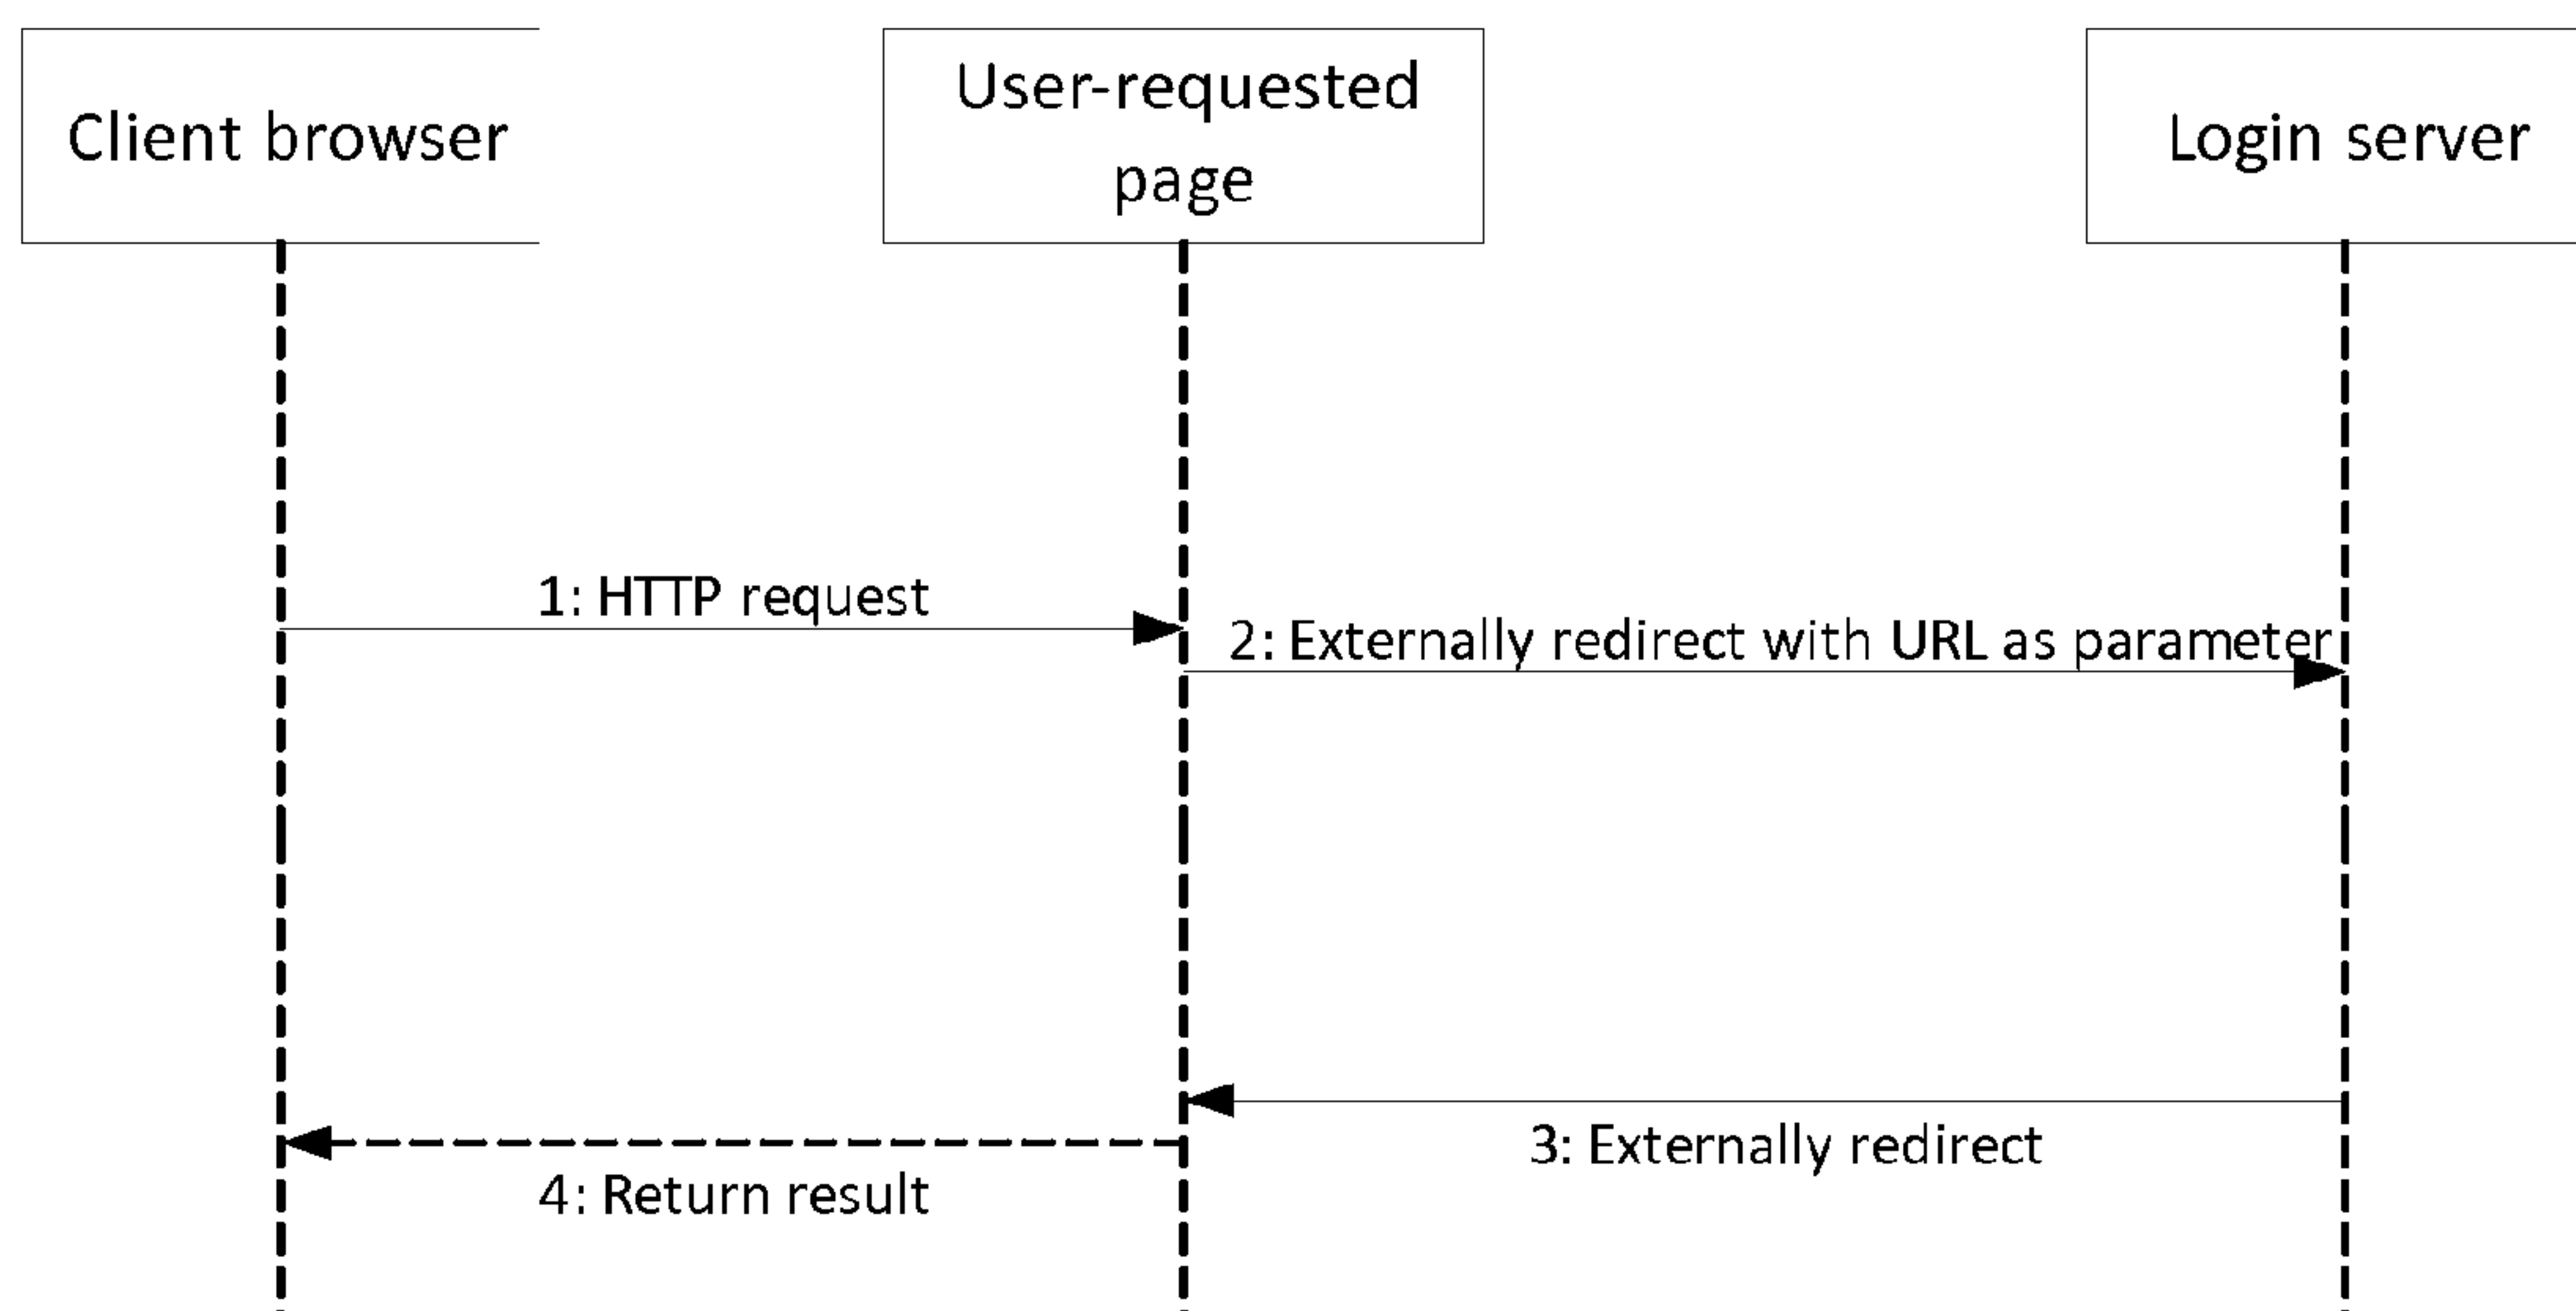 Client browser
User-requested
page
Login server
1: HTTP request
2: Externally redirect with URL as parameter
3: Externally redirect
4: Return result